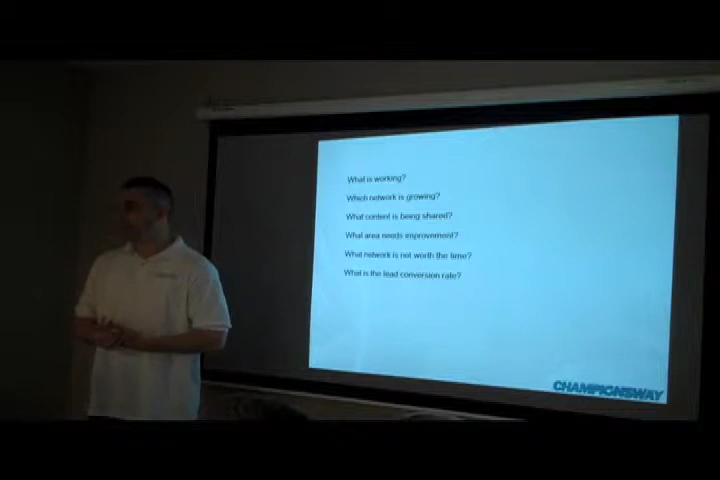 What is working?
Which network is growing?
What content is being shared?
What area needs improvement?
What network is not worth the time?
What is the lead conversion rate?
CHAMPIONSWAY